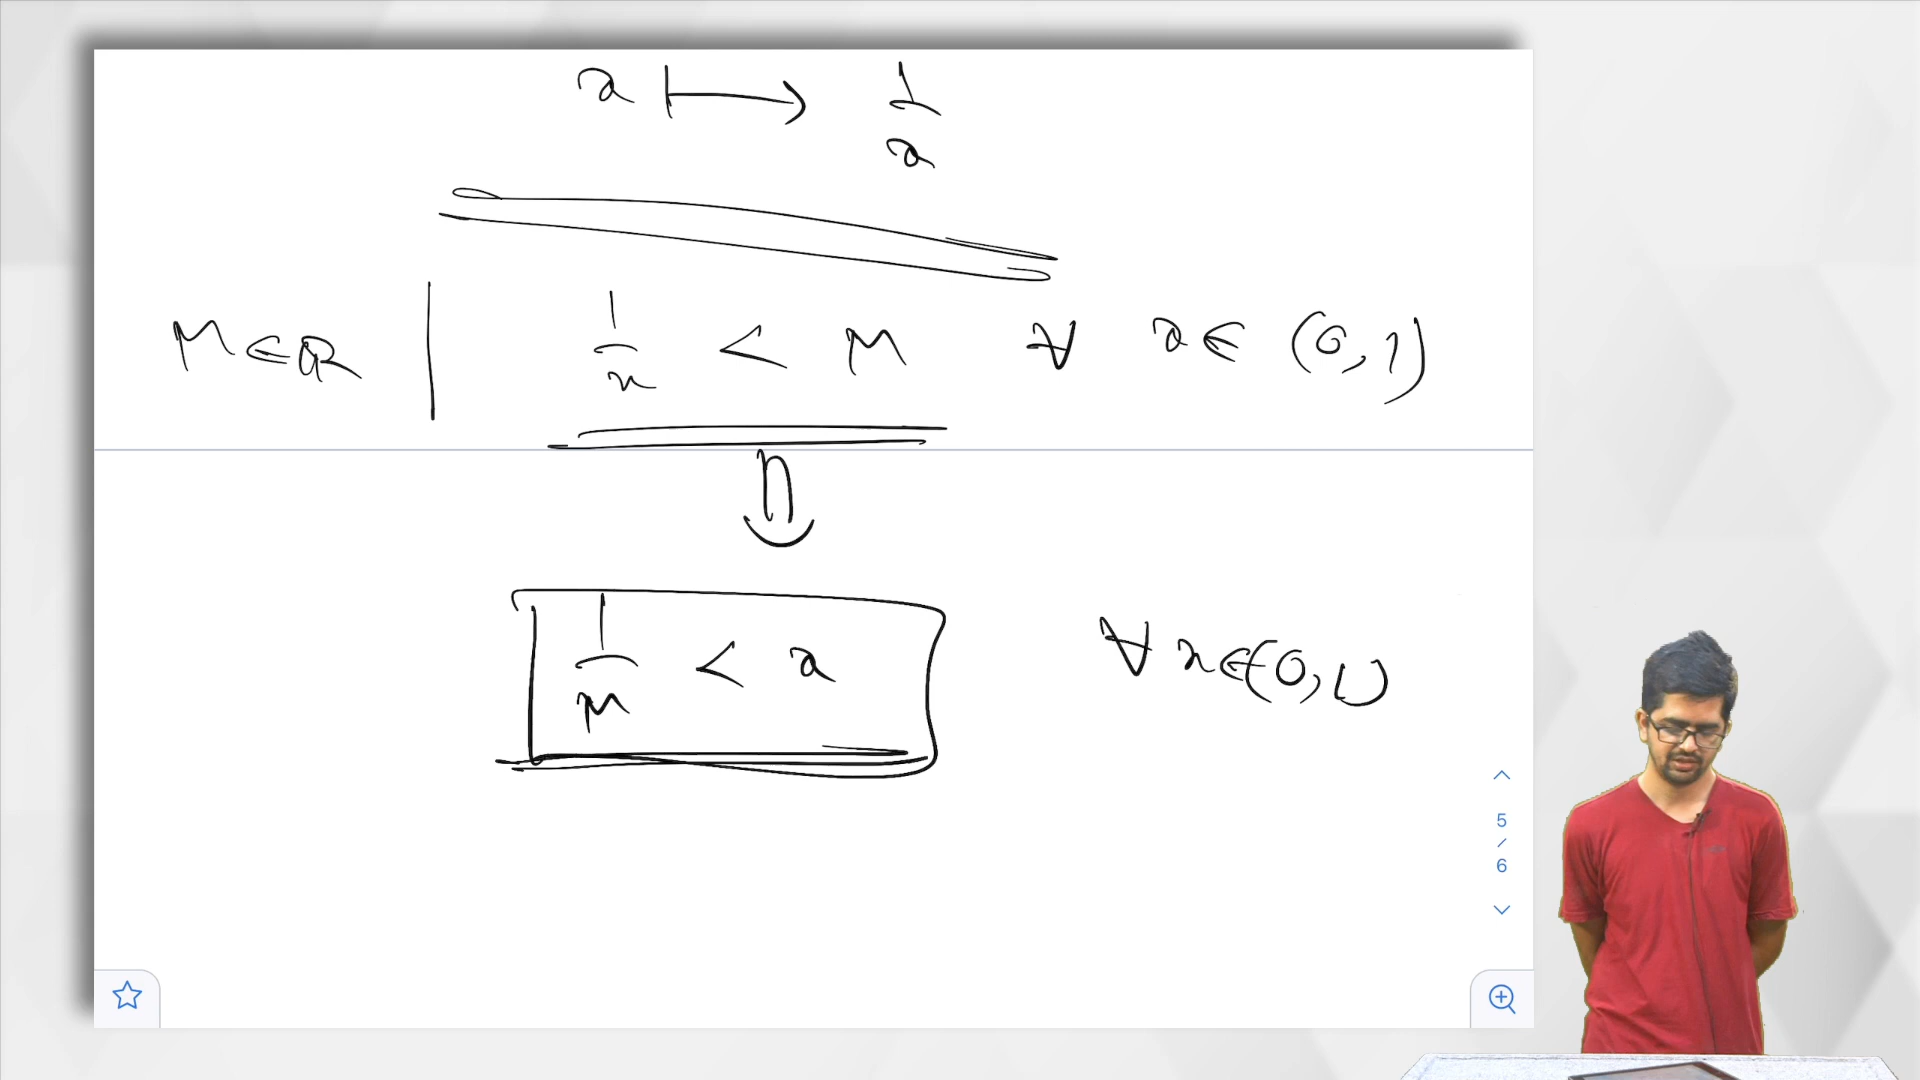 x ↦ 1/x
M ∈ ℝ | 1/x < M ∀ x ∈ (0, 1)
⇓
1/M < x ∀ x ∈ (0, 1)
5
/
6